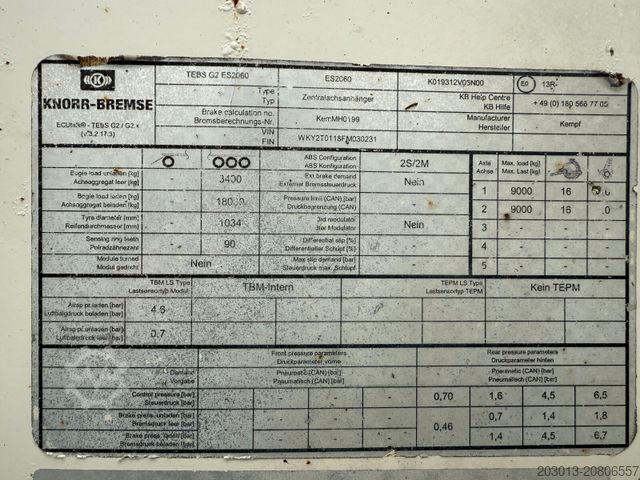 TEBS G2 ES2060 ES2060 K019312V05N00 E0 13R-
KNORR-BREMSE
Type Typ Zentralachsanhänger KB Help Centre KB Hilfe +49 (0) 180 566 77 05
ECUtalk® - TEBS G2 / G2.x (v3.2.17.3)
Brake calculation no. Bremsberechnungs-Nr. KemMH0199 Manufacturer Hersteller Kempf
VIN FIN WKY2T0118FM030231
ABS Configuration ABS Konfiguration 2S/2M Axle Achse Max. load [kg] Max. Last [kg]
Bogie load unladen [kg] Achsaggregat leer [kg] 3400 Ext. brake demand Externer Bremssteuerdruck Nein 1 9000 16
Bogie load laden [kg] Achsaggregat beladen [kg] Pressure limit (CAN) [bar] Druckbegrenzung (CAN) [bar] 2 9000 16
Tyre diameter [mm] Reifendurchmesser [mm] 1034 3rd modulator 3ter Modulator Nein 3
Sensing ring teeth Polradzähnezahl 90 Differential slip [%] Differentieller Schlupf [%] 4
Module turned Modul gedreht Nein Max slip demand [bar] Steuerdruck max. Schlupf 5
TBM LS Type Lastsensortyp Modul TBM-Intern TEPM LS Type Lastsensortyp TEPM Kein TEPM
Airsp pr.laden [bar] Luftbalgdruck beladen [bar]
Airsp pr.unladen [bar] Luftbalgdruck leer [bar] 0.7
Front pressure parameters Druckparameter vorne Rear pressure parameters Druckparameter hinten
Demand Vorgabe Pneumatic (CAN) [bar] Pneumatisch (CAN) [bar] Pneumatic (CAN) [bar] Pneumatisch (CAN) [bar]
Control pressure [bar] Steuerdruck [bar] 0,70 1,6 4,5 6,5
Brake press. unladen [bar] Bremsdruck leer [bar] 0,46 0,7 1,4 1,8
Brake press. laden [bar] Bremsdruck beladen [bar] 1,4 4,5 6,7
203013-20806557